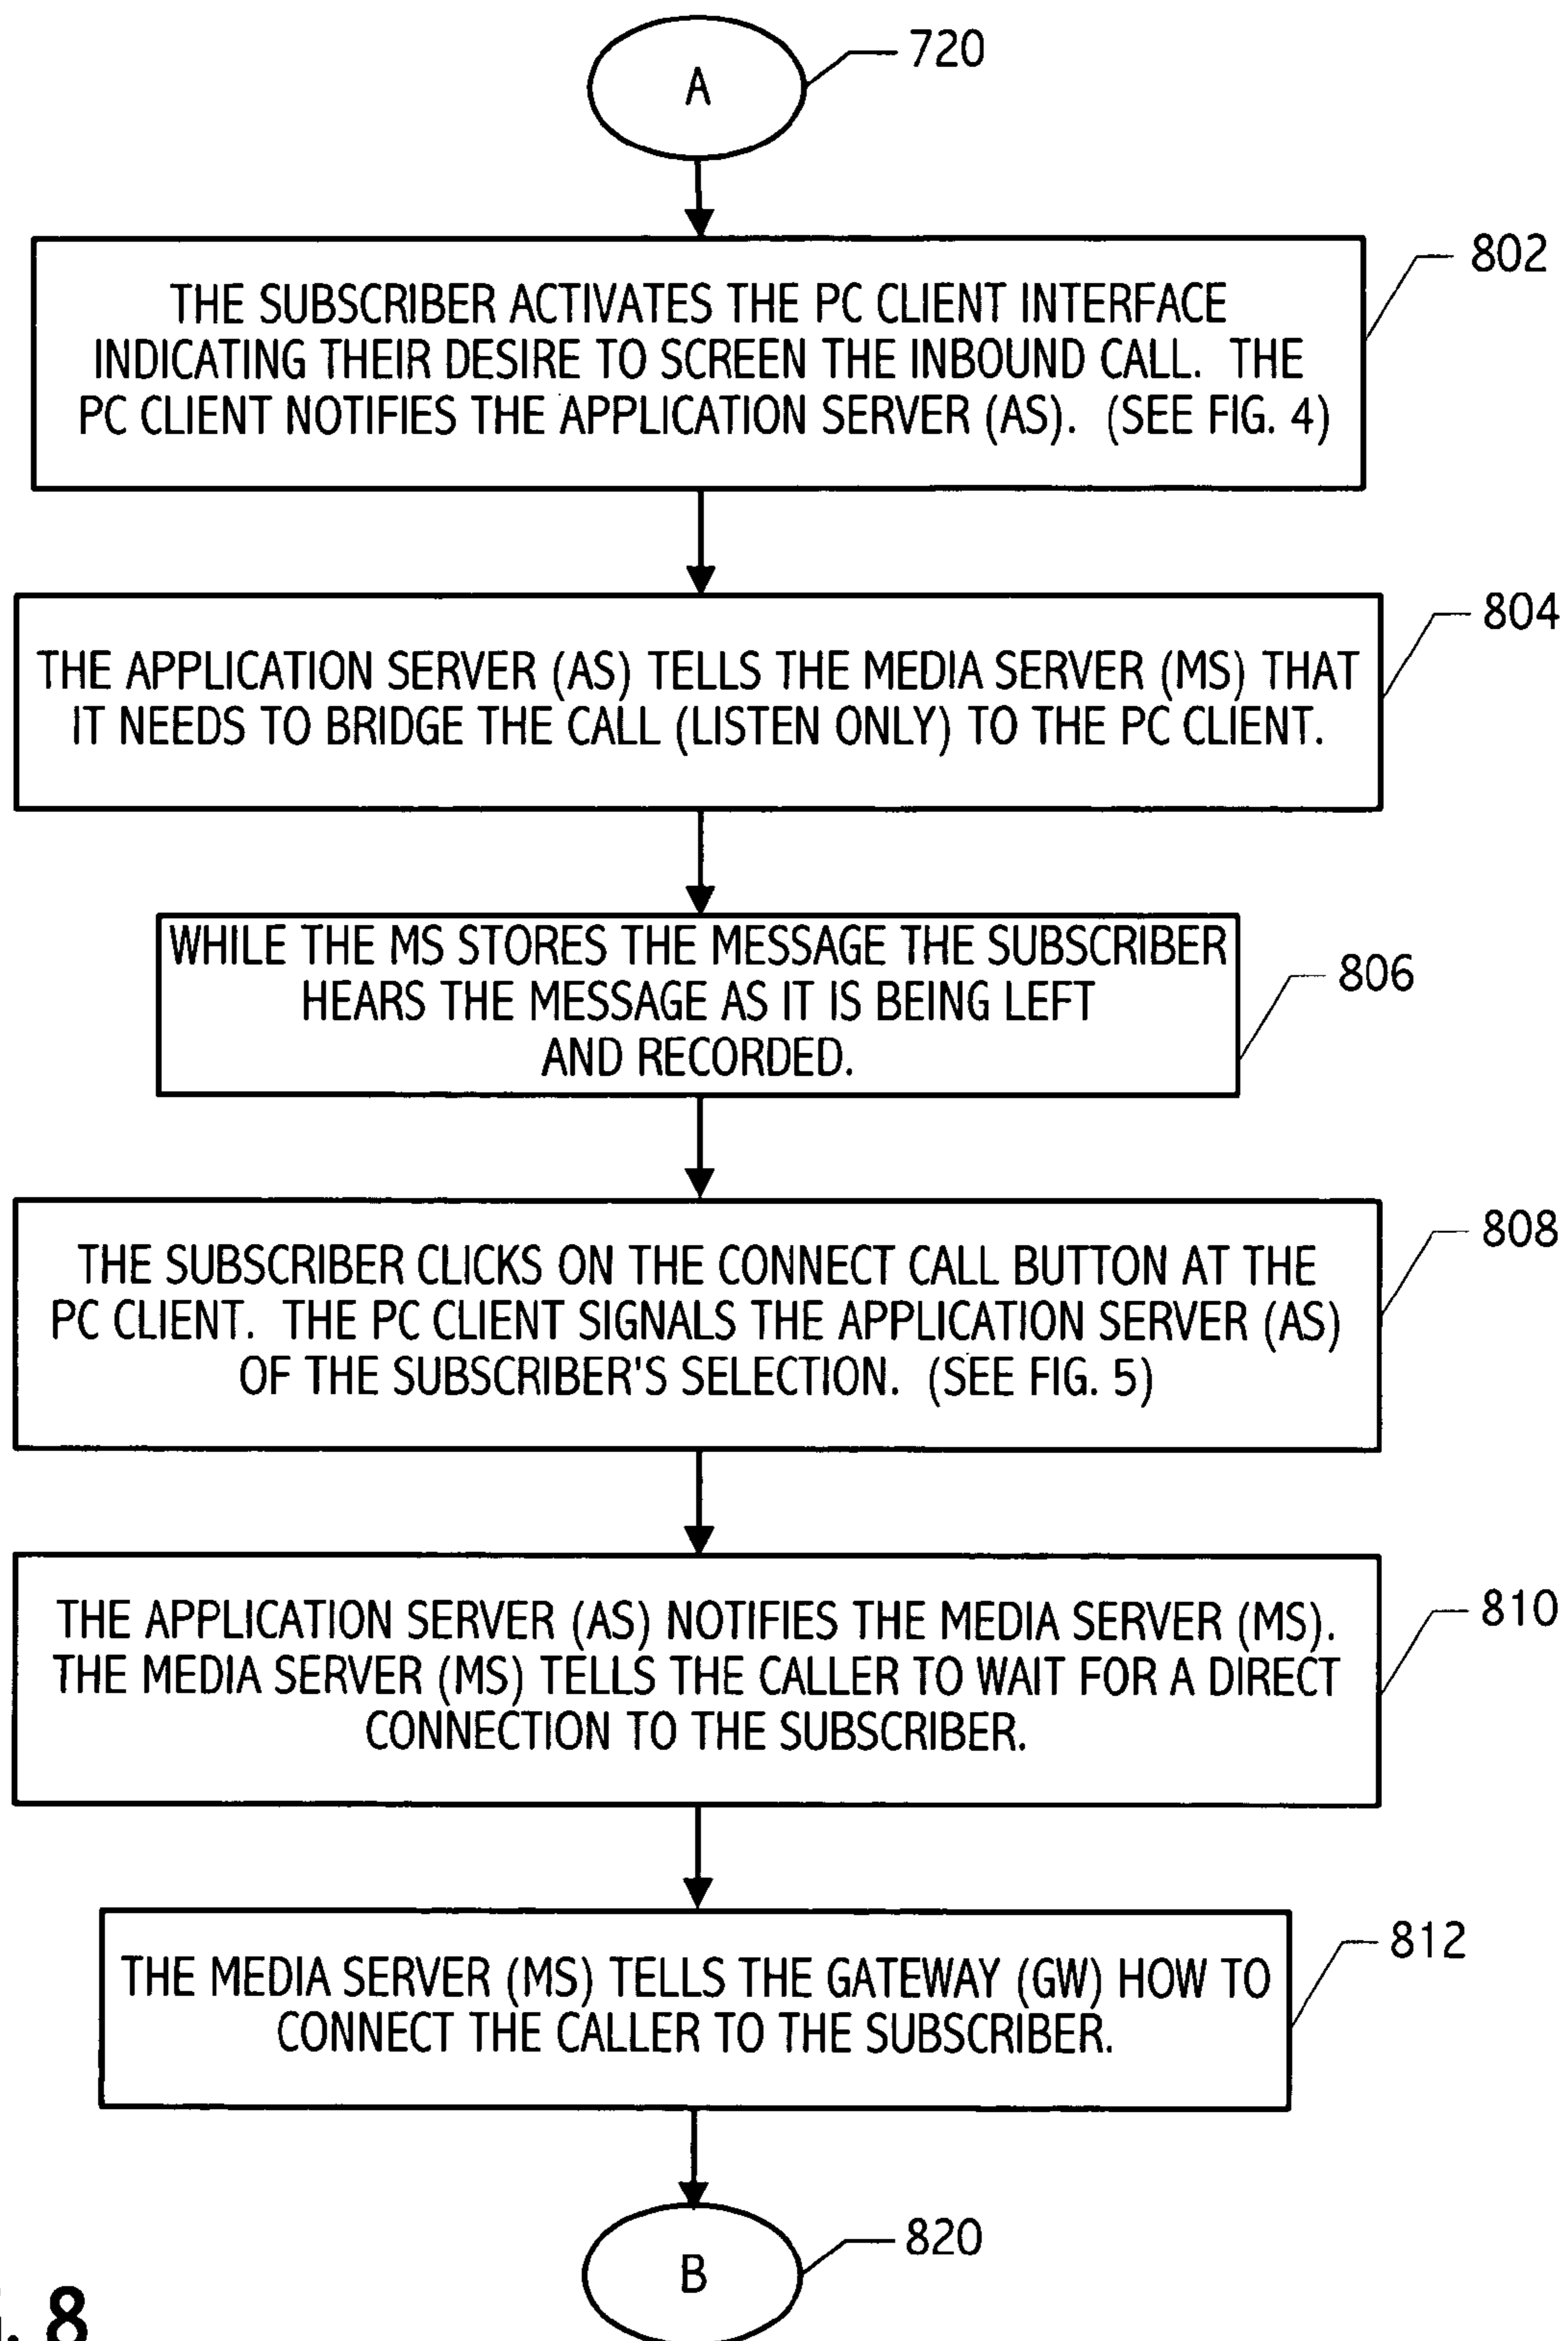 A
720
802
THE SUBSCRIBER ACTIVATES THE PC CLIENT INTERFACE
INDICATING THEIR DESIRE TO SCREEN THE INBOUND CALL. THE
PC CLIENT NOTIFIES THE APPLICATION SERVER (AS). (SEE FIG. 4)
804
THE APPLICATION SERVER (AS) TELLS THE MEDIA SERVER (MS) THAT
IT NEEDS TO BRIDGE THE CALL (LISTEN ONLY) TO THE PC CLIENT.
806
WHILE THE MS STORES THE MESSAGE THE SUBSCRIBER
HEARS THE MESSAGE AS IT IS BEING LEFT
AND RECORDED.
808
THE SUBSCRIBER CLICKS ON THE CONNECT CALL BUTTON AT THE
PC CLIENT. THE PC CLIENT SIGNALS THE APPLICATION SERVER (AS)
OF THE SUBSCRIBER'S SELECTION. (SEE FIG. 5)
810
THE APPLICATION SERVER (AS) NOTIFIES THE MEDIA SERVER (MS).
THE MEDIA SERVER (MS) TELLS THE CALLER TO WAIT FOR A DIRECT
CONNECTION TO THE SUBSCRIBER.
812
THE MEDIA SERVER (MS) TELLS THE GATEWAY (GW) HOW TO
CONNECT THE CALLER TO THE SUBSCRIBER.
820
B
8